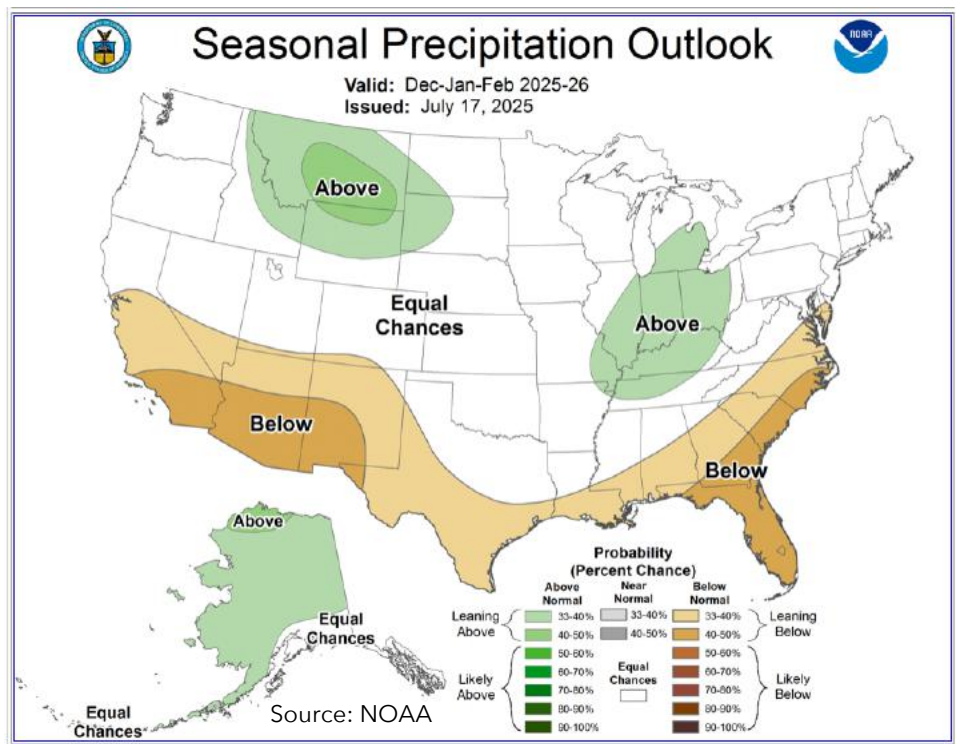 Seasonal Precipitation Outlook
NOAA
Valid: Dec-Jan-Feb 2025-26
Issued: July 17, 2025
Above
Equal
Chances
Above
Below
Below
Above
Equal
Chances
Equal
Chances
Source: NOAA
Probability
(Percent Chance)
Above
Normal
Near
Normal
Below
Normal
Leaning
Above
33-40%
40-50%
33-40%
40-50%
33-40%
40-50%
Leaning
Below
Likely
Above
50-60%
60-70%
70-80%
80-90%
90-100%
Equal
Chances
50-60%
60-70%
70-80%
80-90%
90-100%
Likely
Below